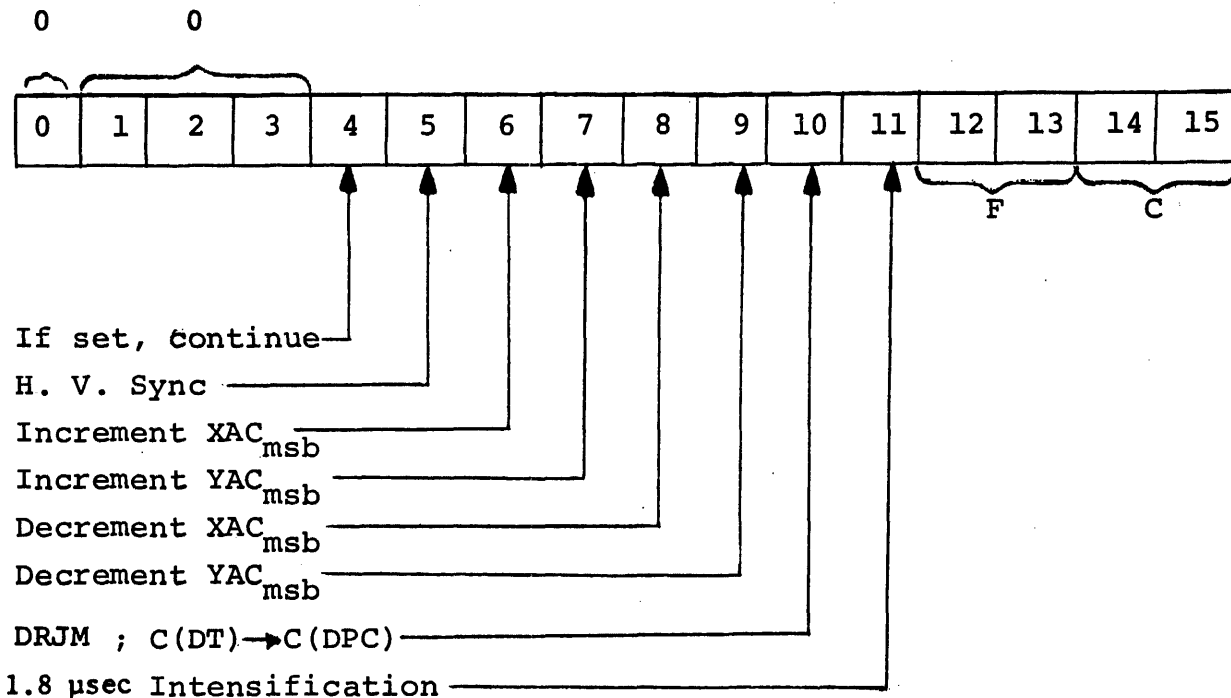 0 0
0 1 2 3 4 5 6 7 8 9 10 11 12 13 14 15
F C
If set, continue
H. V. Sync
Increment XACmsb
Increment YACmsb
Decrement XACmsb
Decrement YACmsb
DRJM ; C(DT)→C(DPC)
1.8 μsec Intensification